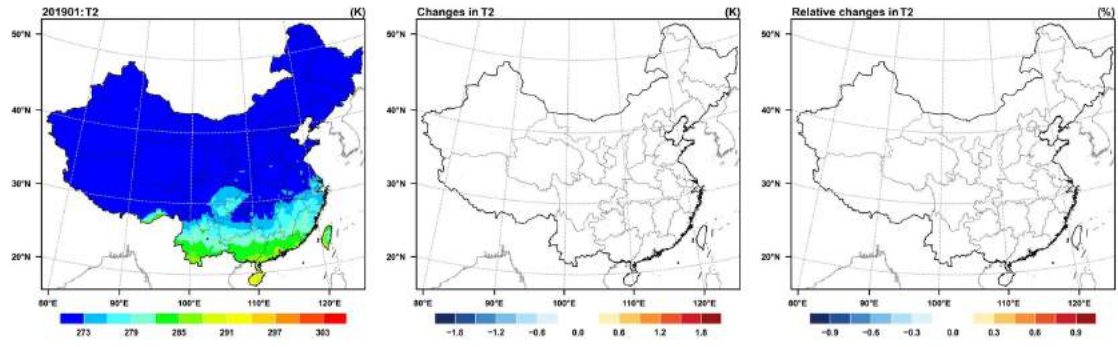 201901: T2 (K)
50°N
40°N
30°N
20°N
80°E 90°E 100°E 110°E 120°E
273 279 285 291 297 303
Changes in T2 (K)
50°N
40°N
30°N
20°N
80°E 90°E 100°E 110°E 120°E
−1.8 −1.2 −0.6 0.0 0.6 1.2 1.8
Relative changes in T2 (%)
50°N
40°N
30°N
20°N
80°E 90°E 100°E 110°E 120°E
−0.9 −0.6 −0.3 0.0 0.3 0.6 0.9